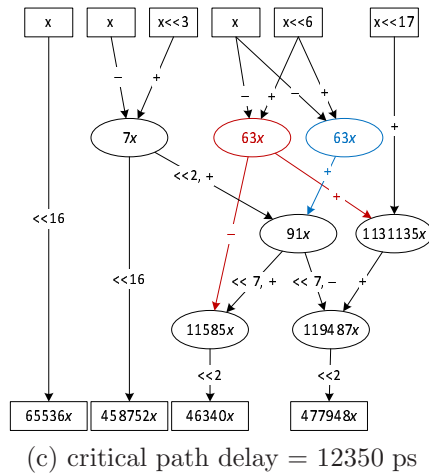 x x x<<3 x x<<6 x<<17
− + − + − +
+
7x 63x 63x
<<2, + + +
<<16 91x 1131135x
− << 7, + << 7, − +
<<16
11585x 119487x
<<2 <<2
65536x 458752x 46340x 477948x
(c) critical path delay = 12350 ps